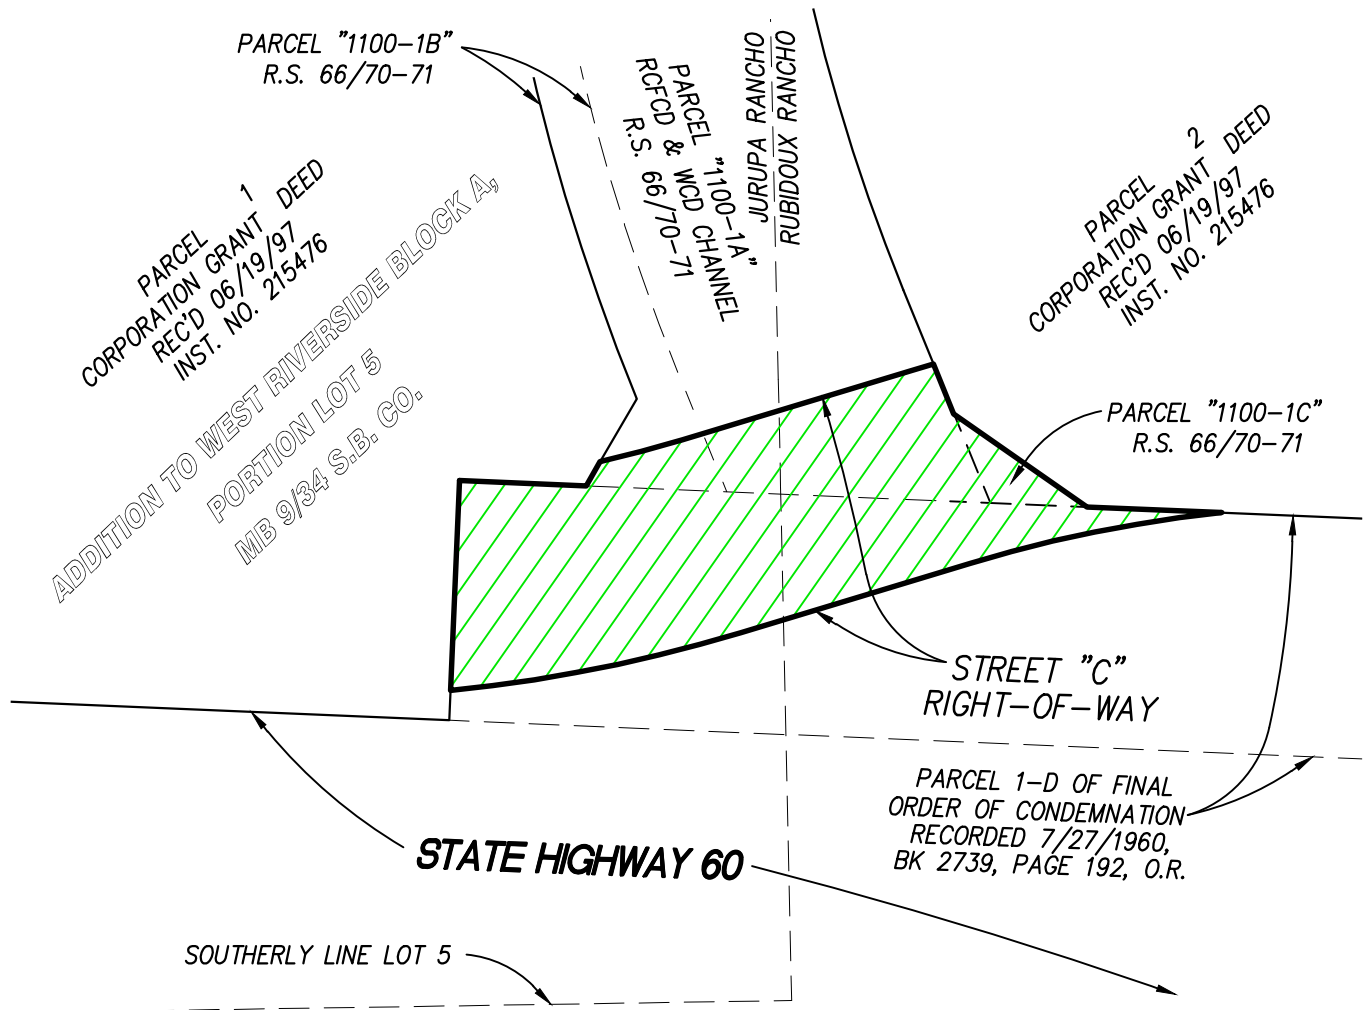 PARCEL "1100-1B"
R.S. 66/70-71
PARCEL "1100-1A"
RCFCD & WCD CHANNEL
R.S. 66/70-71
JURUPA RANCHO
RUBIDOUX RANCHO
PARCEL 1
CORPORATION GRANT DEED
REC'D 06/19/97
INST. NO. 215476
PARCEL 2
CORPORATION GRANT DEED
REC'D 06/19/97
INST. NO. 215476
ADDITION TO WEST RIVERSIDE BLOCK A,
PORTION LOT 5
MB 9/34 S.B. CO.
PARCEL "1100-1C"
R.S. 66/70-71
STREET "C"
RIGHT-OF-WAY
PARCEL 1-D OF FINAL
ORDER OF CONDEMNATION
RECORDED 7/27/1960,
BK 2739, PAGE 192, O.R.
STATE HIGHWAY 60
SOUTHERLY LINE LOT 5